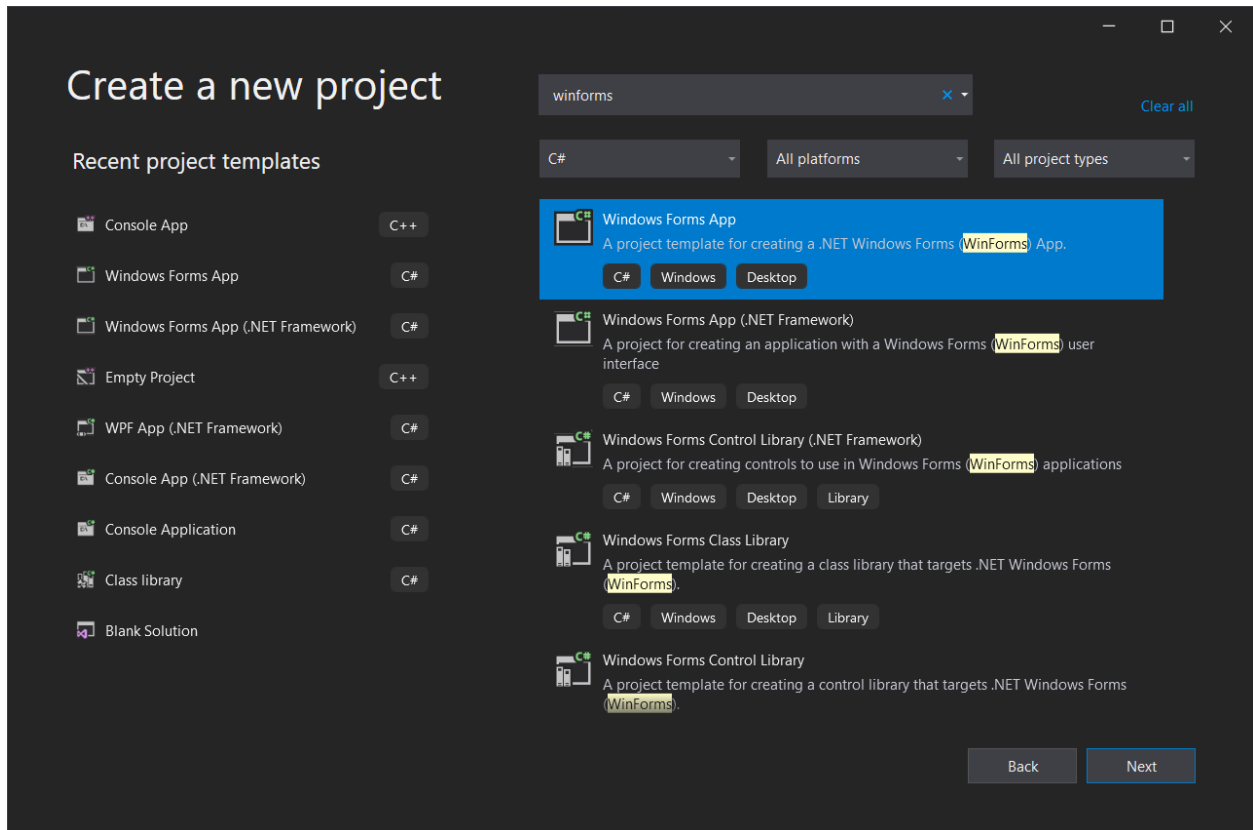 Create a new project
Recent project templates
Console App C++
Windows Forms App C#
Windows Forms App (.NET Framework) C#
Empty Project C++
WPF App (.NET Framework) C#
Console App (.NET Framework) C#
Console Application C#
Class library C#
Blank Solution
winforms
Clear all
C# All platforms All project types
Windows Forms App
A project template for creating a .NET Windows Forms (WinForms) App.
C# Windows Desktop
Windows Forms App (.NET Framework)
A project for creating an application with a Windows Forms (WinForms) user
interface
C# Windows Desktop
Windows Forms Control Library (.NET Framework)
A project for creating controls to use in Windows Forms (WinForms) applications
C# Windows Desktop Library
Windows Forms Class Library
A project template for creating a class library that targets .NET Windows Forms
(WinForms).
C# Windows Desktop Library
Windows Forms Control Library
A project template for creating a control library that targets .NET Windows Forms
(WinForms).
Back Next